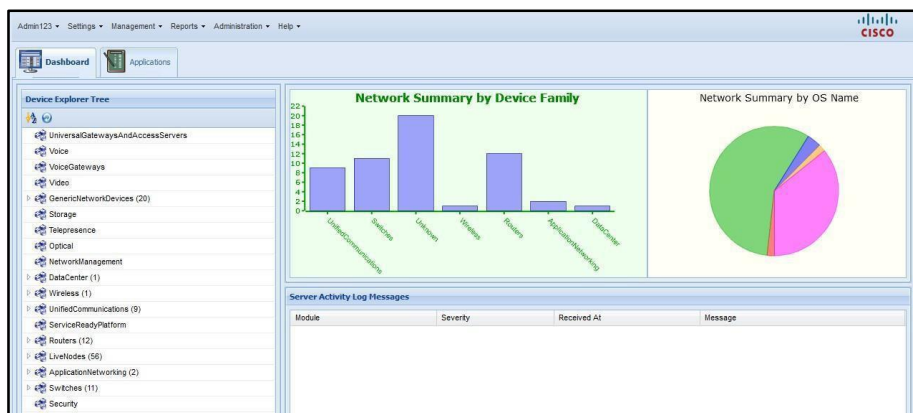 Admin123 Settings Management Reports Administration Help
CISCO
Dashboard Applications
Device Explorer Tree
UniversalGatewaysAndAccessServers
Voice
VoiceGateways
Video
GenericNetworkDevices (20)
Storage
Telepresence
Optical
NetworkManagement
DataCenter (1)
Wireless (1)
UnifiedCommunications (9)
ServiceReadyPlatform
Routers (12)
LiveNodes (56)
ApplicationNetworking (2)
Switches (11)
Security
Network Summary by Device Family
22
20
18
16
14
12
10
8
6
4
2
0
UnifiedCommunications
Switches
Unknown
Wireless
Routers
ApplicationNetworking
DataCenter
Network Summary by OS Name
Server Activity Log Messages
Module Severity Received At Message